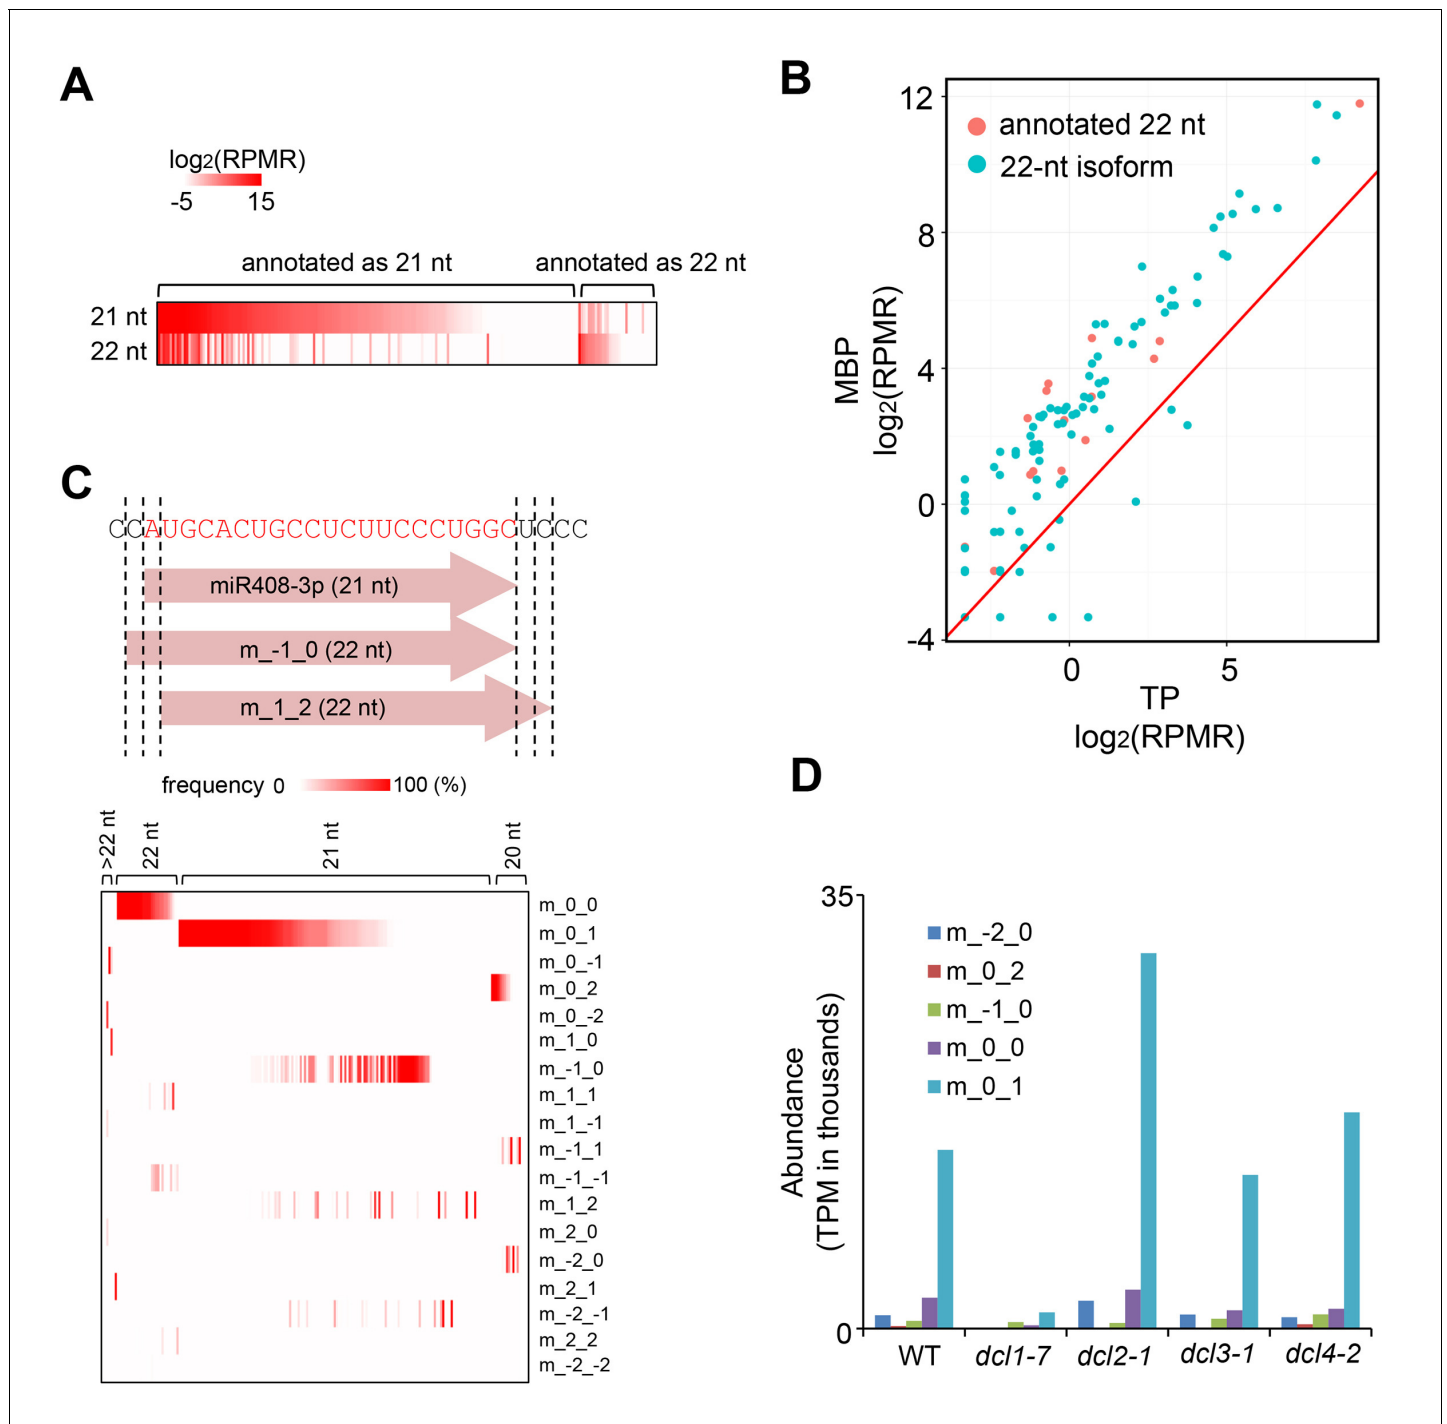 A
log2(RPMR)
-5 15
annotated as 21 nt
annotated as 22 nt
21 nt
22 nt
B
12
8
4
0
-4
annotated 22 nt
22-nt isoform
MBP
log2(RPMR)
0 5
TP
log2(RPMR)
C
CCAUGCACUGCCUCUUCCCUGGCUCCC
miR408-3p (21 nt)
m_-1_0 (22 nt)
m_1_2 (22 nt)
frequency 0 100 (%)
>22 nt
22 nt
21 nt
20 nt
m_0_0
m_0_1
m_0_-1
m_0_2
m_0_-2
m_1_0
m_-1_0
m_1_1
m_1_-1
m_-1_1
m_-1_-1
m_1_2
m_2_0
m_-2_0
m_2_1
m_-2_-1
m_2_2
m_-2_-2
D
35
0
Abundance
(TPM in thousands)
m_-2_0
m_0_2
m_-1_0
m_0_0
m_0_1
WT dcl1-7 dcl2-1 dcl3-1 dcl4-2